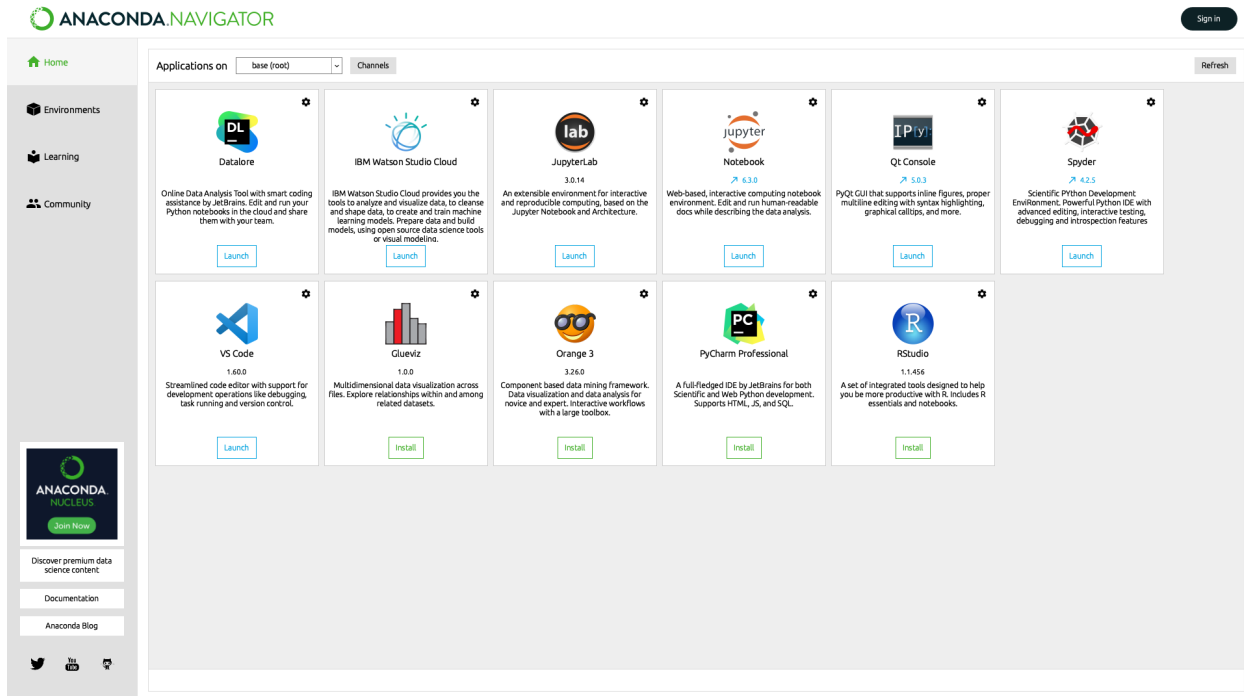 ANACONDA.NAVIGATOR
Sign in
Home
Environments
Learning
Community
ANACONDA.
NUCLEUS
Join Now
Discover premium data
science content
Documentation
Anaconda Blog
You
Tube
Applications on
base (root)
Channels
Refresh
DL
Datalore
Online Data Analysis Tool with smart coding
assistance by JetBrains. Edit and run your
Python notebooks in the cloud and share
them with your team.
Launch
IBM Watson Studio Cloud
IBM Watson Studio Cloud provides you the
tools to analyze and visualize data, to cleanse
and shape data, to create and train machine
learning models. Prepare data and build
models, using open source data science tools
or visual modeling.
Launch
lab
JupyterLab
3.0.14
An extensible environment for interactive
and reproducible computing, based on the
Jupyter Notebook and Architecture.
Launch
jupyter
Notebook
6.3.0
Web-based, interactive computing notebook
environment. Edit and run human-readable
docs while describing the data analysis.
Launch
IP[y]:
Qt Console
5.0.3
PyQt GUI that supports inline figures, proper
multiline editing with syntax highlighting,
graphical calltips, and more.
Launch
Spyder
4.2.5
Scientific PYthon Development
EnviRonment. Powerful Python IDE with
advanced editing, interactive testing,
debugging and introspection features
Launch
VS Code
1.60.0
Streamlined code editor with support for
development operations like debugging,
task running and version control.
Launch
Glueviz
1.0.0
Multidimensional data visualization across
files. Explore relationships within and among
related datasets.
Install
Orange 3
3.26.0
Component based data mining framework.
Data visualization and data analysis for
novice and expert. Interactive workflows
with a large toolbox.
Install
PC
PyCharm Professional
A full-fledged IDE by JetBrains for both
Scientific and Web Python development.
Supports HTML, JS, and SQL.
Install
R
RStudio
1.1.456
A set of integrated tools designed to help
you be more productive with R. Includes R
essentials and notebooks.
Install